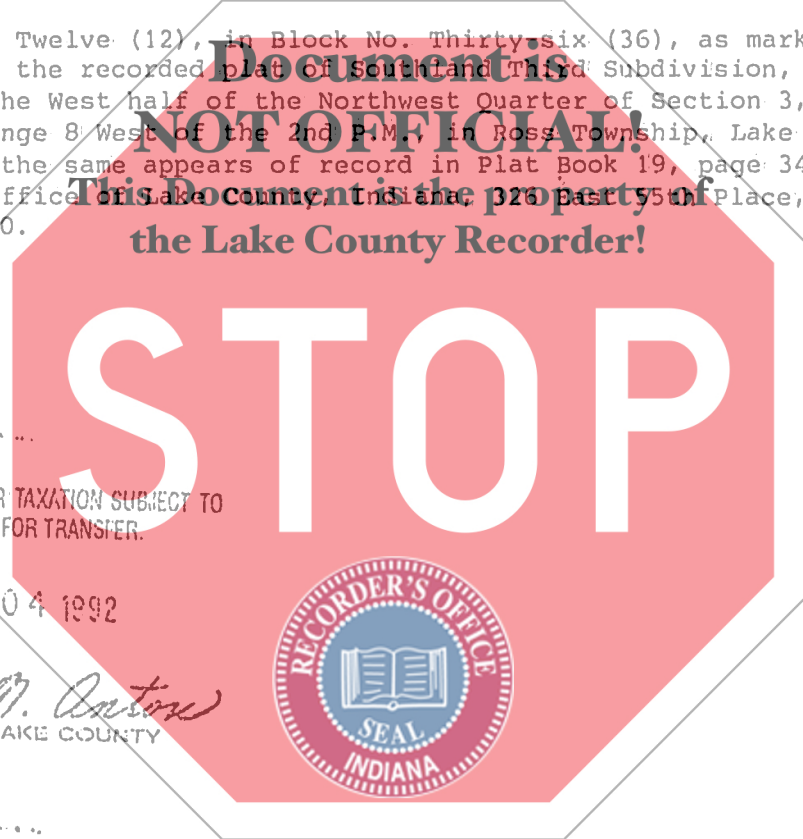 Twelve (12), in Block No. Thirty-six (36), as mark
Document is
the recorded plat of Southland Third Subdivision,
he West half of the Northwest Quarter of Section 3,
NOT OFFICIAL!
nge 8 West of the 2nd P.M., in Ross Township, Lake
the same appears of record in Plat Book 19, page 34
This Document is the property of
ffice of Lake County, Indiana, 326 East 55th Place,
0.
the Lake County Recorder!
STOP
R TAXATION SUBJECT TO
FOR TRANSFER.
0 4 1992
RECORDER'S OFFICE
M. Anton
AKE COUNTY
SEAL
INDIANA